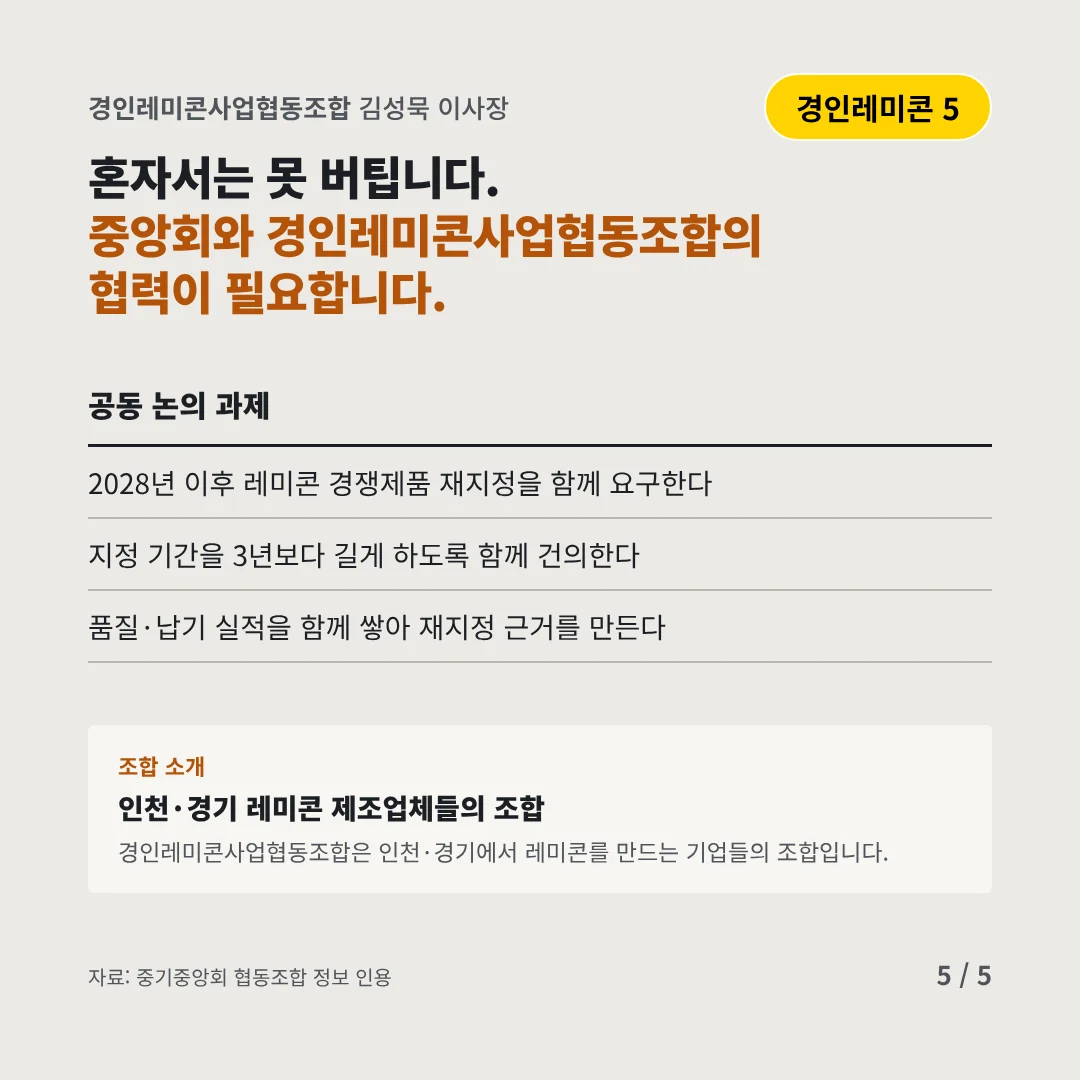 경인레미콘사업협동조합 김성묵 이사장
경인레미콘 5
혼자서는 못 버팁니다.
중앙회와 경인레미콘사업협동조합의
협력이 필요합니다.
공동 논의 과제
2028년 이후 레미콘 경쟁제품 재지정을 함께 요구한다
지정 기간을 3년보다 길게 하도록 함께 건의한다
품질·납기 실적을 함께 쌓아 재지정 근거를 만든다
조합 소개
인천·경기 레미콘 제조업체들의 조합
경인레미콘사업협동조합은 인천·경기에서 레미콘를 만드는 기업들의 조합입니다.
자료: 중기중앙회 협동조합 정보 인용
5 / 5